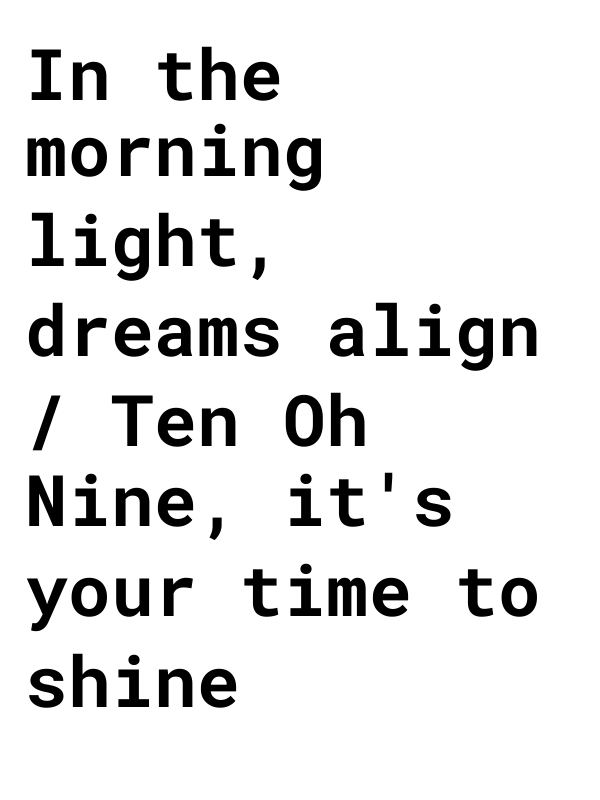 In the
morning
light,
dreams align
/ Ten Oh
Nine, it's
your time to
shine